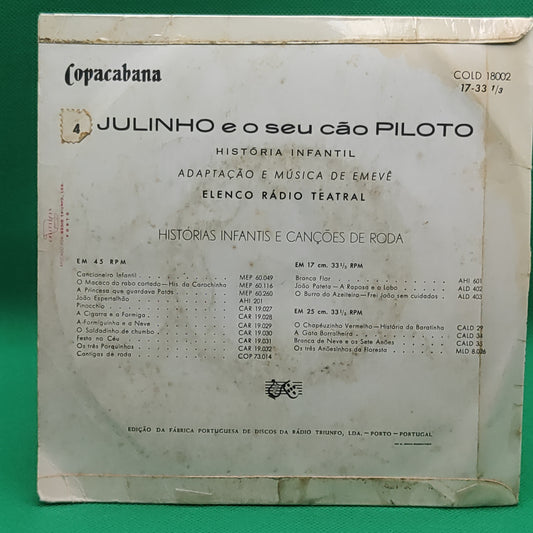 Copacabana
COLD 18002
17-33 1/3
4
JULINHO e o seu cão PILOTO
HISTÓRIA INFANTIL
ADAPTAÇÃO E MÚSICA DE EMEVÊ
ELENCO RÁDIO TEATRAL
HISTÓRIAS INFANTIS E CANÇÕES DE RODA
EM 45 RPM
Cancioneiro Infantil MEP 60.049
O Macaco do rabo cortado — His. da Carochinha MEP 60.116
A Princesa que guardava Patos MEP 60.260
João Espertalhão AHI 201
Pinocchio CAR 19.027
A Cigarra e a Formiga CAR 19.028
A Formiguinha e a Neve CAR 19.029
O Soldadinho de chumbo CAR 19.030
Festa no Céu CAR 19.031
Os três Porquinhos CAR 19.032
Cantigas de roda COP 73.014
EM 17 cm. 33 1/3 RPM
Branca Flor AHI 601
João Pateta — A Raposa e o Lobo ALD 402
O Burro do Azeiteiro — Frei João sem cuidados ALD 403
EM 25 cm. 33 1/3 RPM
O Chapèuzinho Vermelho — História da Baratinha CALD 29
A Gata Borralheira CALD 34
Branca de Neve e os Sete Anões CALD 35
Os três Anõesinhos da Floresta MLD 8.006
EDIÇÃO DA FÁBRICA PORTUGUESA DE DISCOS DA RÁDIO TRIUNFO, LDA. — PORTO — PORTUGAL